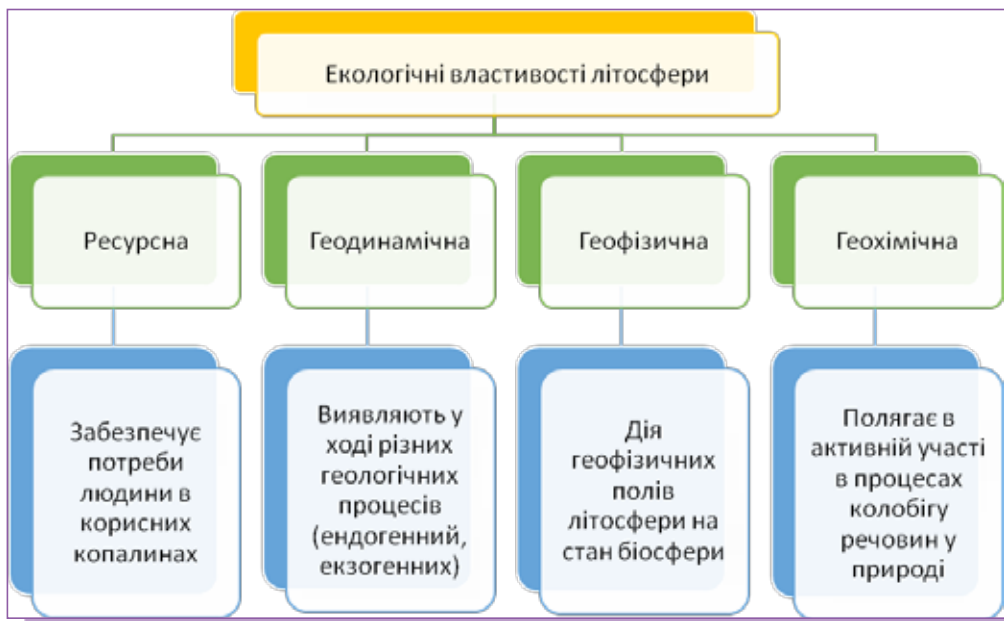 Екологічні властивості літосфери
Ресурсна
Геодинамічна
Геофізична
Геохімічна
Забезпечує
потреби
людини в
корисних
копалинах
Виявляють у
ході різних
геологічних
процесів
(ендогенний,
екзогенних)
Дія
геофізичних
полів
літосфери на
стан біосфери
Полягає в
активній участі
в процесах
колобігу
речовин у
природі